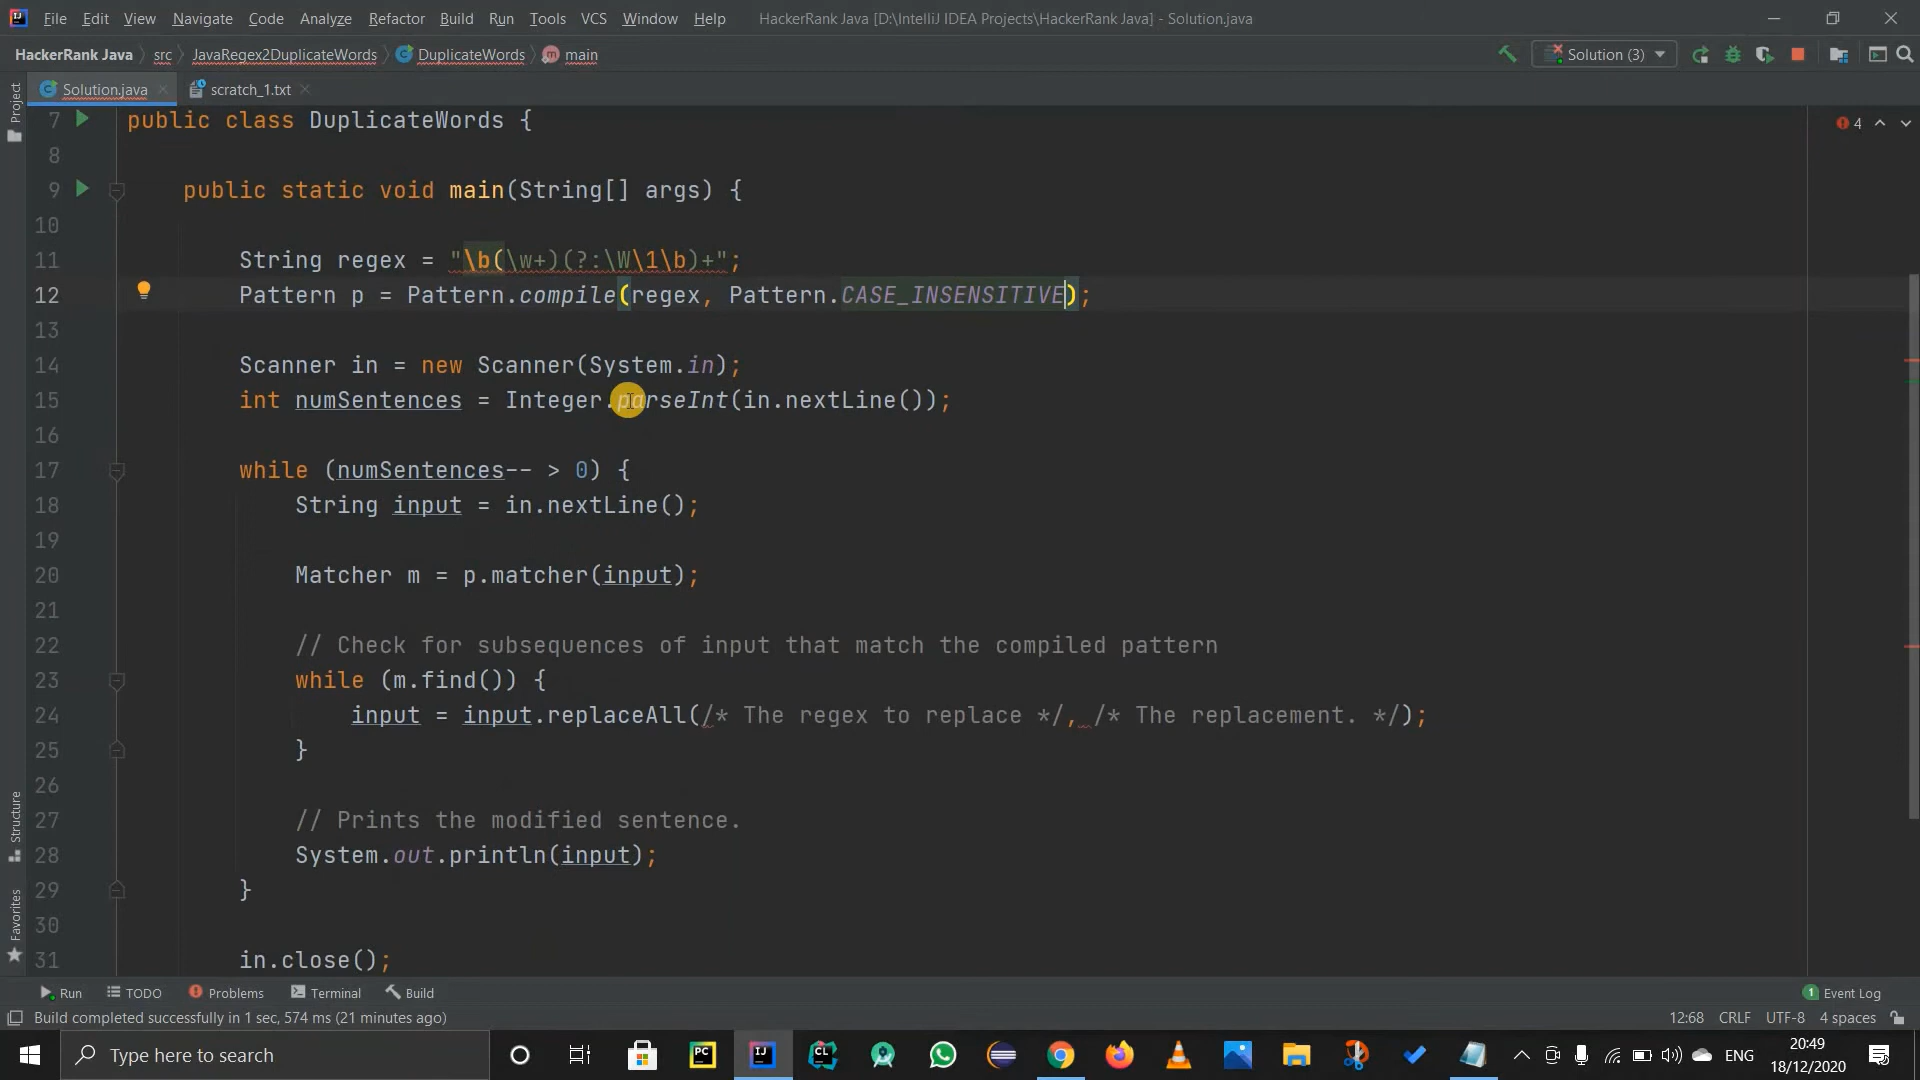 File Edit View Navigate Code Analyze Refactor Build Run Tools VCS Window Help HackerRank Java [D:\IntelliJ IDEA Projects\HackerRank Java] - Solution.java
HackerRank Java src JavaRegex2DuplicateWords DuplicateWords main Solution (3)
Project
Solution.java scratch_1.txt
7 public class DuplicateWords { 4
8
9 public static void main(String[] args) {
10
11 String regex = "\b(\w+)(?:\W\1\b)+";
12 Pattern p = Pattern.compile(regex, Pattern.CASE_INSENSITIVE);
13
14 Scanner in = new Scanner(System.in);
15 int numSentences = Integer.parseInt(in.nextLine());
16
17 while (numSentences-- > 0) {
18 String input = in.nextLine();
19
20 Matcher m = p.matcher(input);
21
22 // Check for subsequences of input that match the compiled pattern
23 while (m.find()) {
24 input = input.replaceAll(/* The regex to replace */, /* The replacement. */);
25 }
26
27 // Prints the modified sentence.
28 System.out.println(input);
29 }
30
31 in.close();
Structure
Favorites
Run TODO Problems Terminal Build 1 Event Log
Build completed successfully in 1 sec, 574 ms (21 minutes ago) 12:68 CRLF UTF-8 4 spaces
Type here to search PC IJ CL ENG 20:49
18/12/2020